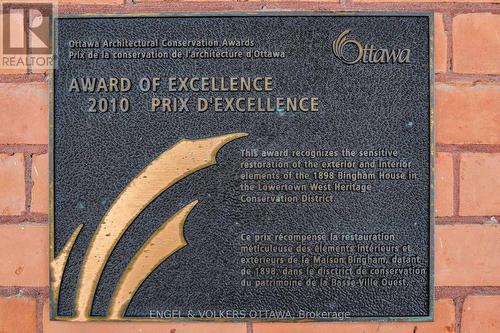 Ottawa Architectural Conservation Awards
Prix de la conservation de l'architecture d'Ottawa
Ottawa
AWARD OF EXCELLENCE
2010 PRIX D'EXCELLENCE
This award recognizes the sensitive
restoration of the exterior and interior
elements of the 1898 Bingham House in
the Lowertown West Heritage
Conservation District.
Ce prix récompense la restauration
méticuleuse des éléments intérieurs et
extérieurs de la Maison Bingham, datant
de 1898, dans le disctrict de conservation
du patrimoine de la Basse-Ville Ouest.
R
REALTOR®
ENGEL & VOLKERS OTTAWA, Brokerage